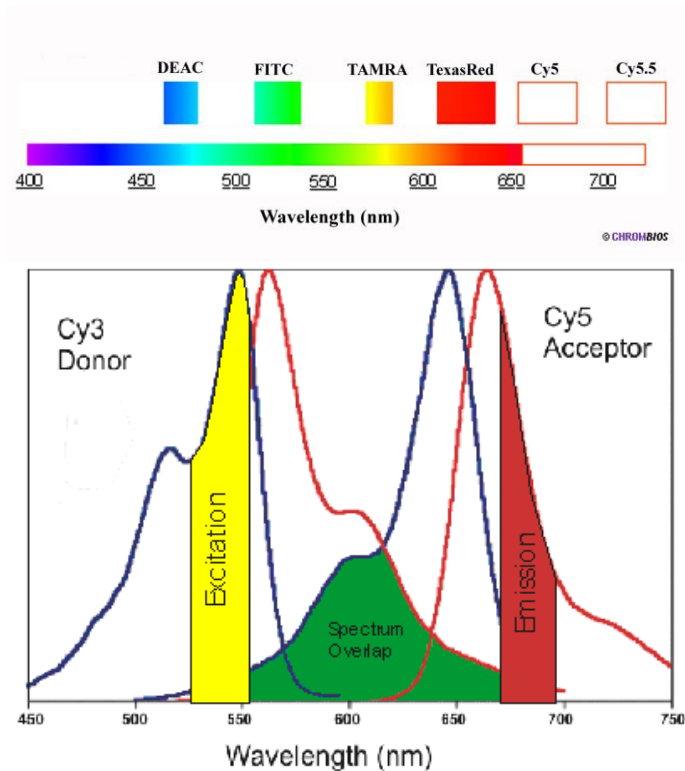 DEAC FITC TAMRA TexasRed Cy5 Cy5.5
400 450 500 550 600 650 700
Wavelength (nm)
© CHROMBIOS
Cy3
Donor
Cy5
Acceptor
Excitation
Emission
Spectrum
Overlap
450 500 550 600 650 700 750
Wavelength (nm)